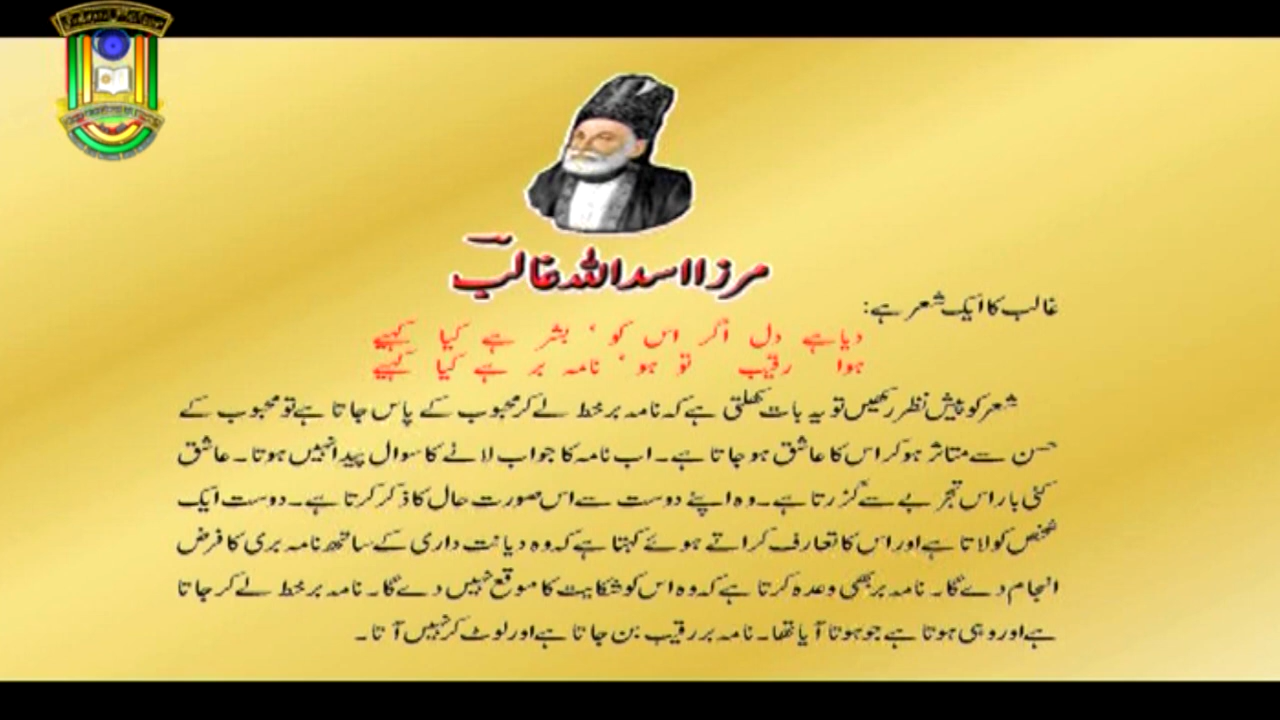 مرزا اسد اللہ غالب
غالب کا ایک شعر ہے:
دیا ہے دل اگر اس کو ‘ بشر ہے کیا کہیے
ہوا رقیب تو ہو ‘ نامہ بر ہے کیا کہیے
شعر کو پیش نظر رکھیں تو یہ بات کھلتی ہے کہ نامہ بر خط لے کر محبوب کے پاس جاتا ہے تو محبوب کے
حسن سے متاثر ہو کر اس کا عاشق ہو جاتا ہے۔ اب نامہ کا جواب لانے کا سوال پیدا نہیں ہوتا۔ عاشق
کئی بار اس تجربے سے گزرتا ہے۔ وہ اپنے دوست سے اس صورت حال کا ذکر کرتا ہے۔ دوست ایک
شخص کو لاتا ہے اور اس کا تعارف کراتے ہوئے کہتا ہے کہ وہ دیانت داری کے ساتھ نامہ بری کا فرض
انجام دے گا۔ نامہ بر بھی وعدہ کرتا ہے کہ وہ اس کو شکایت کا موقع نہیں دے گا۔ نامہ بر خط لے کر جاتا
ہے اور وہی ہوتا ہے جو ہوتا آیا تھا۔ نامہ بر رقیب بن جاتا ہے اور لوٹ کر نہیں آتا۔